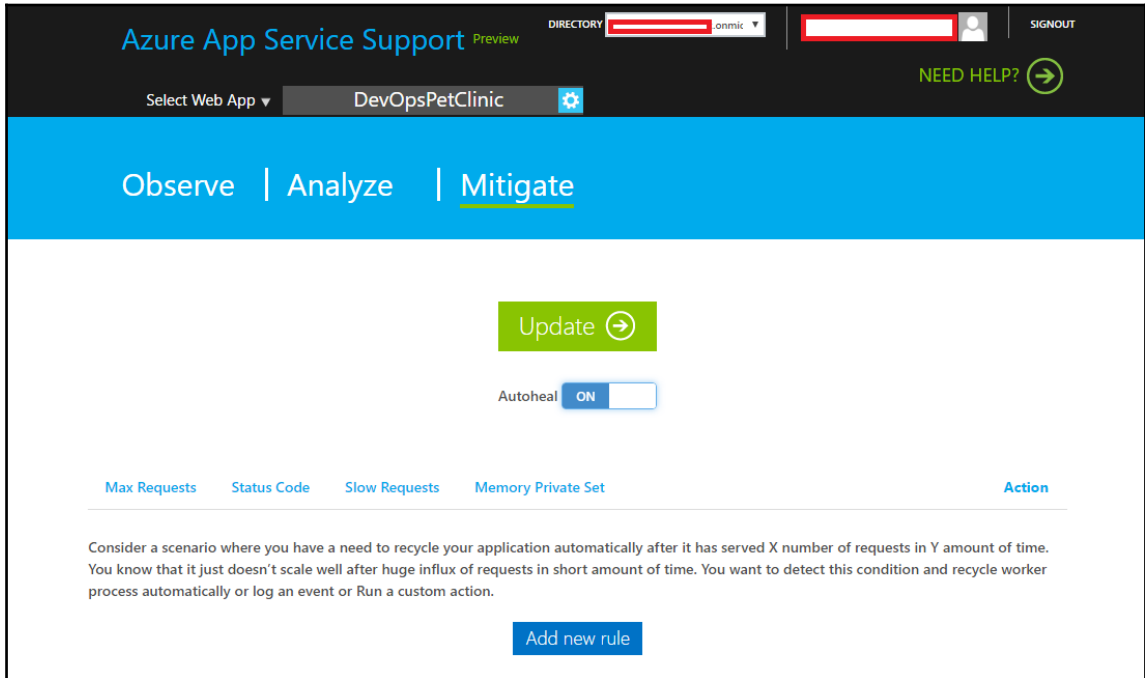 Azure App Service Support Preview
DIRECTORY .onmic
SIGNOUT
NEED HELP?
Select Web App DevOpsPetClinic
Observe | Analyze | Mitigate
Update
Autoheal ON
Max Requests Status Code Slow Requests Memory Private Set Action
Consider a scenario where you have a need to recycle your application automatically after it has served X number of requests in Y amount of time.
You know that it just doesn't scale well after huge influx of requests in short amount of time. You want to detect this condition and recycle worker
process automatically or log an event or Run a custom action.
Add new rule